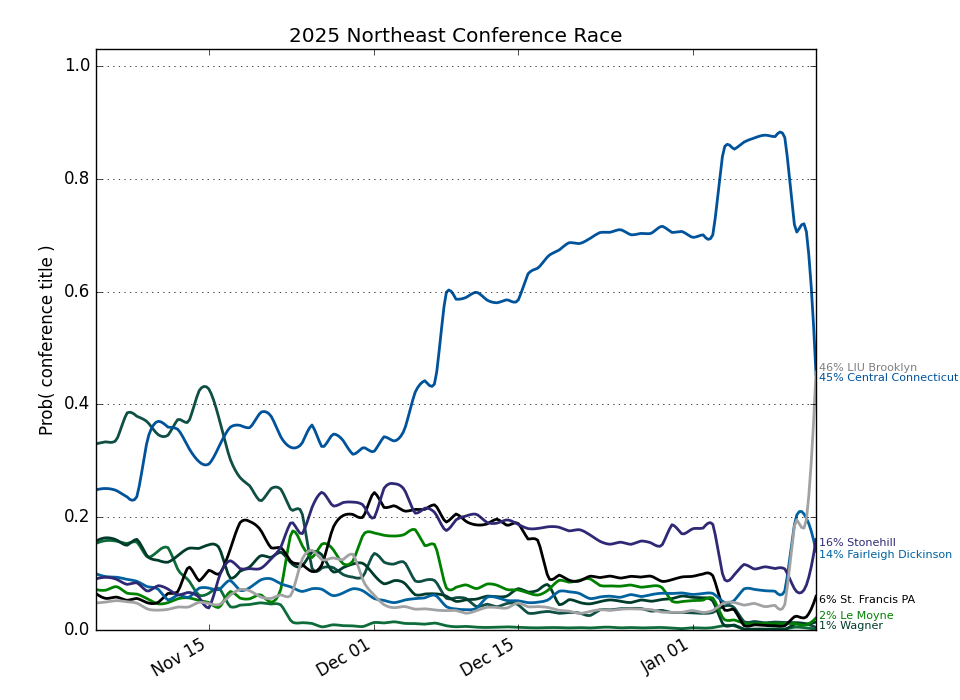 2025 Northeast Conference Race
Prob( conference title )
1.0
0.8
0.6
0.4
0.2
0.0
Nov 15
Dec 01
Dec 15
Jan 01
46% LIU Brooklyn
45% Central Connecticut
16% Stonehill
14% Fairleigh Dickinson
6% St. Francis PA
2% Le Moyne
1% Wagner